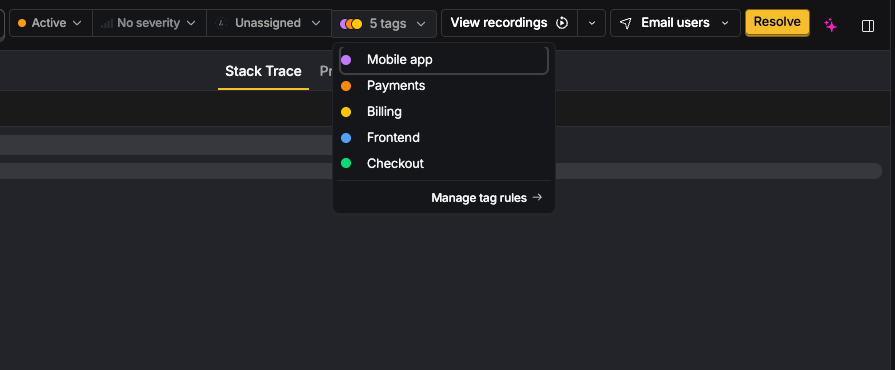 Active
No severity
Unassigned
5 tags
View recordings
Email users
Resolve
Mobile app
Stack Trace
Pr
Payments
Billing
Frontend
Checkout
Manage tag rules →